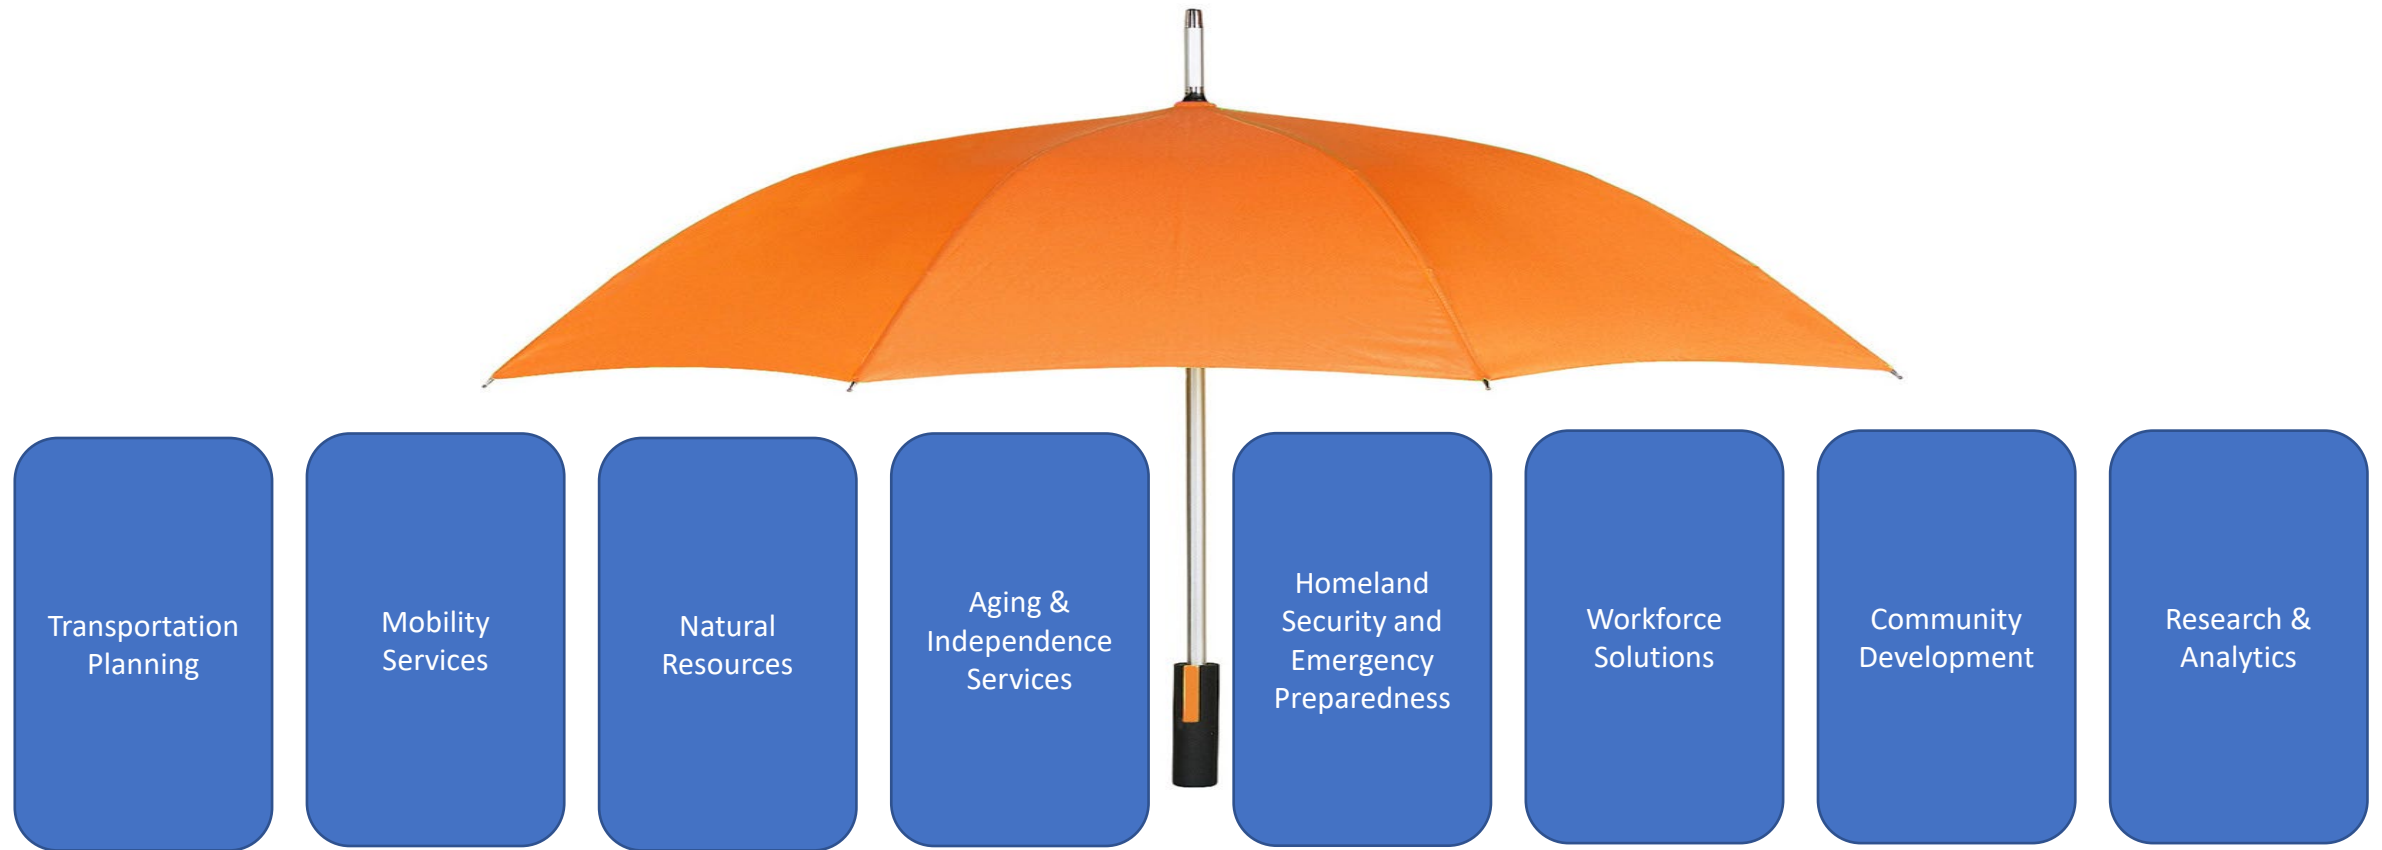 Transportation
Planning
Mobility
Services
Natural
Resources
Aging &
Independence
Services
Homeland
Security and
Emergency
Preparedness
Workforce
Solutions
Community
Development
Research &
Analytics